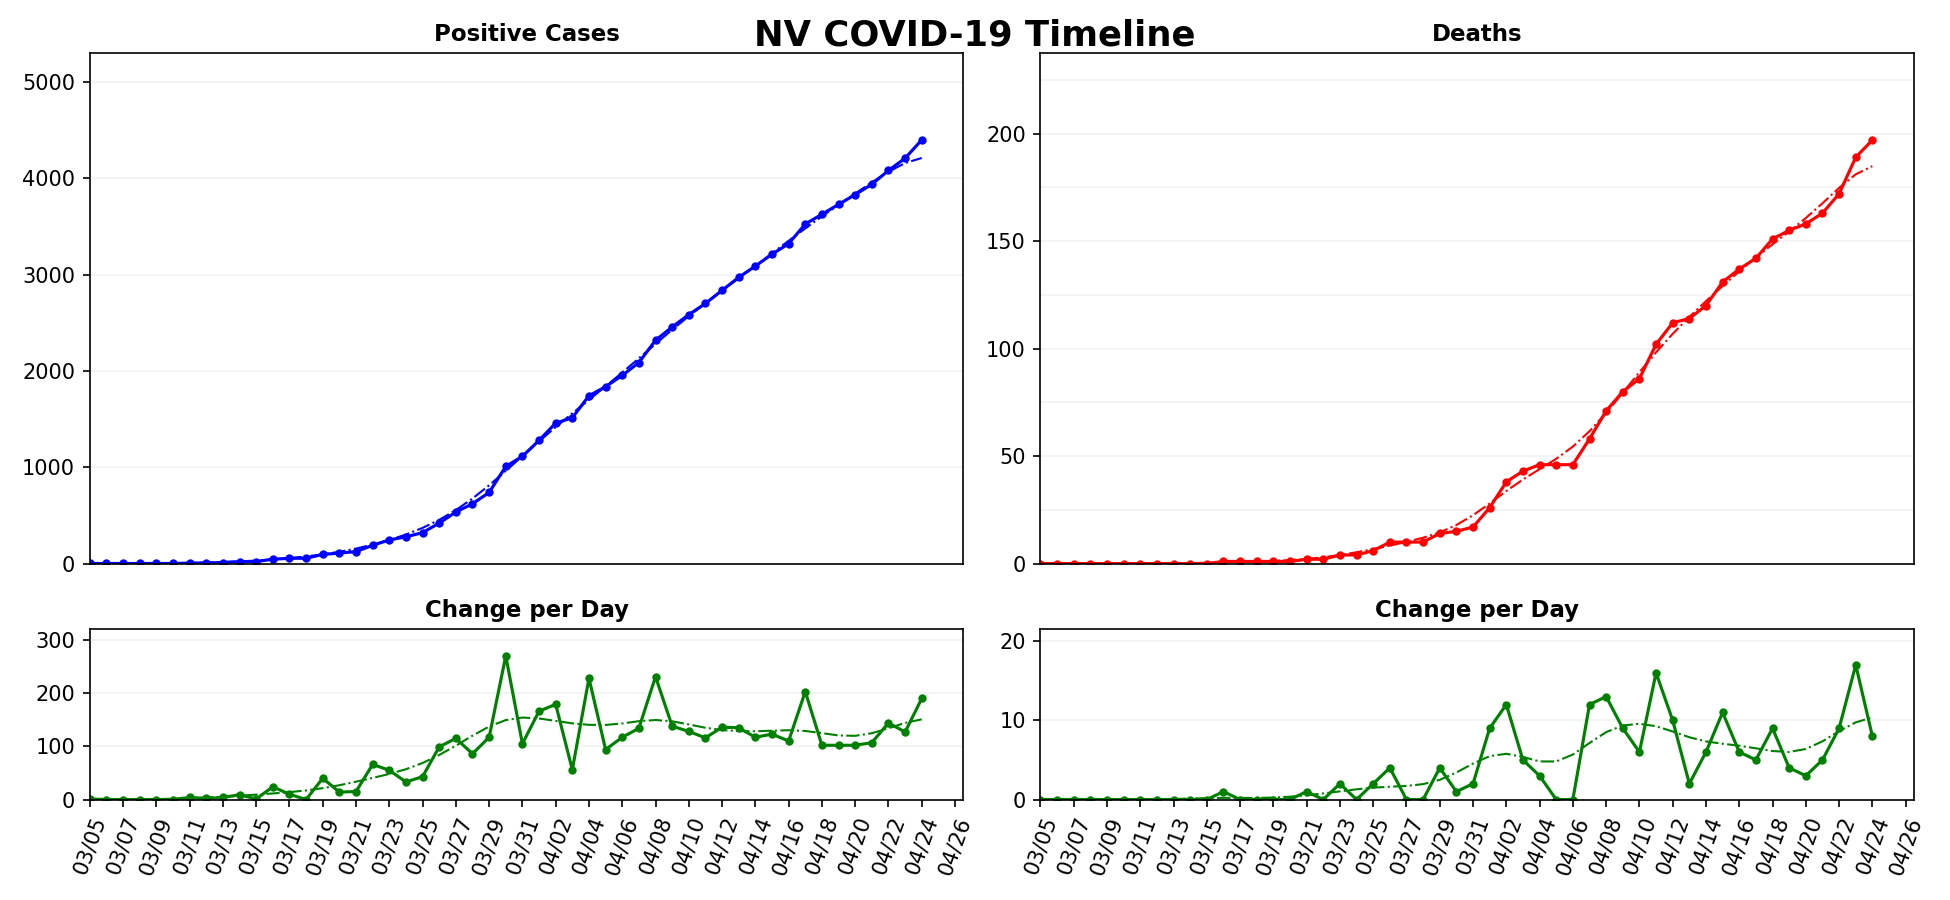 NV COVID-19 Timeline
Positive Cases
5000
4000
3000
2000
1000
0
Deaths
200
150
100
50
0
Change per Day
300
200
100
0
03/05 03/07 03/09 03/11 03/13 03/15 03/17 03/19 03/21 03/23 03/25 03/27 03/29 03/31 04/02 04/04 04/06 04/08 04/10 04/12 04/14 04/16 04/18 04/20 04/22 04/24 04/26
Change per Day
20
10
0
03/05 03/07 03/09 03/11 03/13 03/15 03/17 03/19 03/21 03/23 03/25 03/27 03/29 03/31 04/02 04/04 04/06 04/08 04/10 04/12 04/14 04/16 04/18 04/20 04/22 04/24 04/26